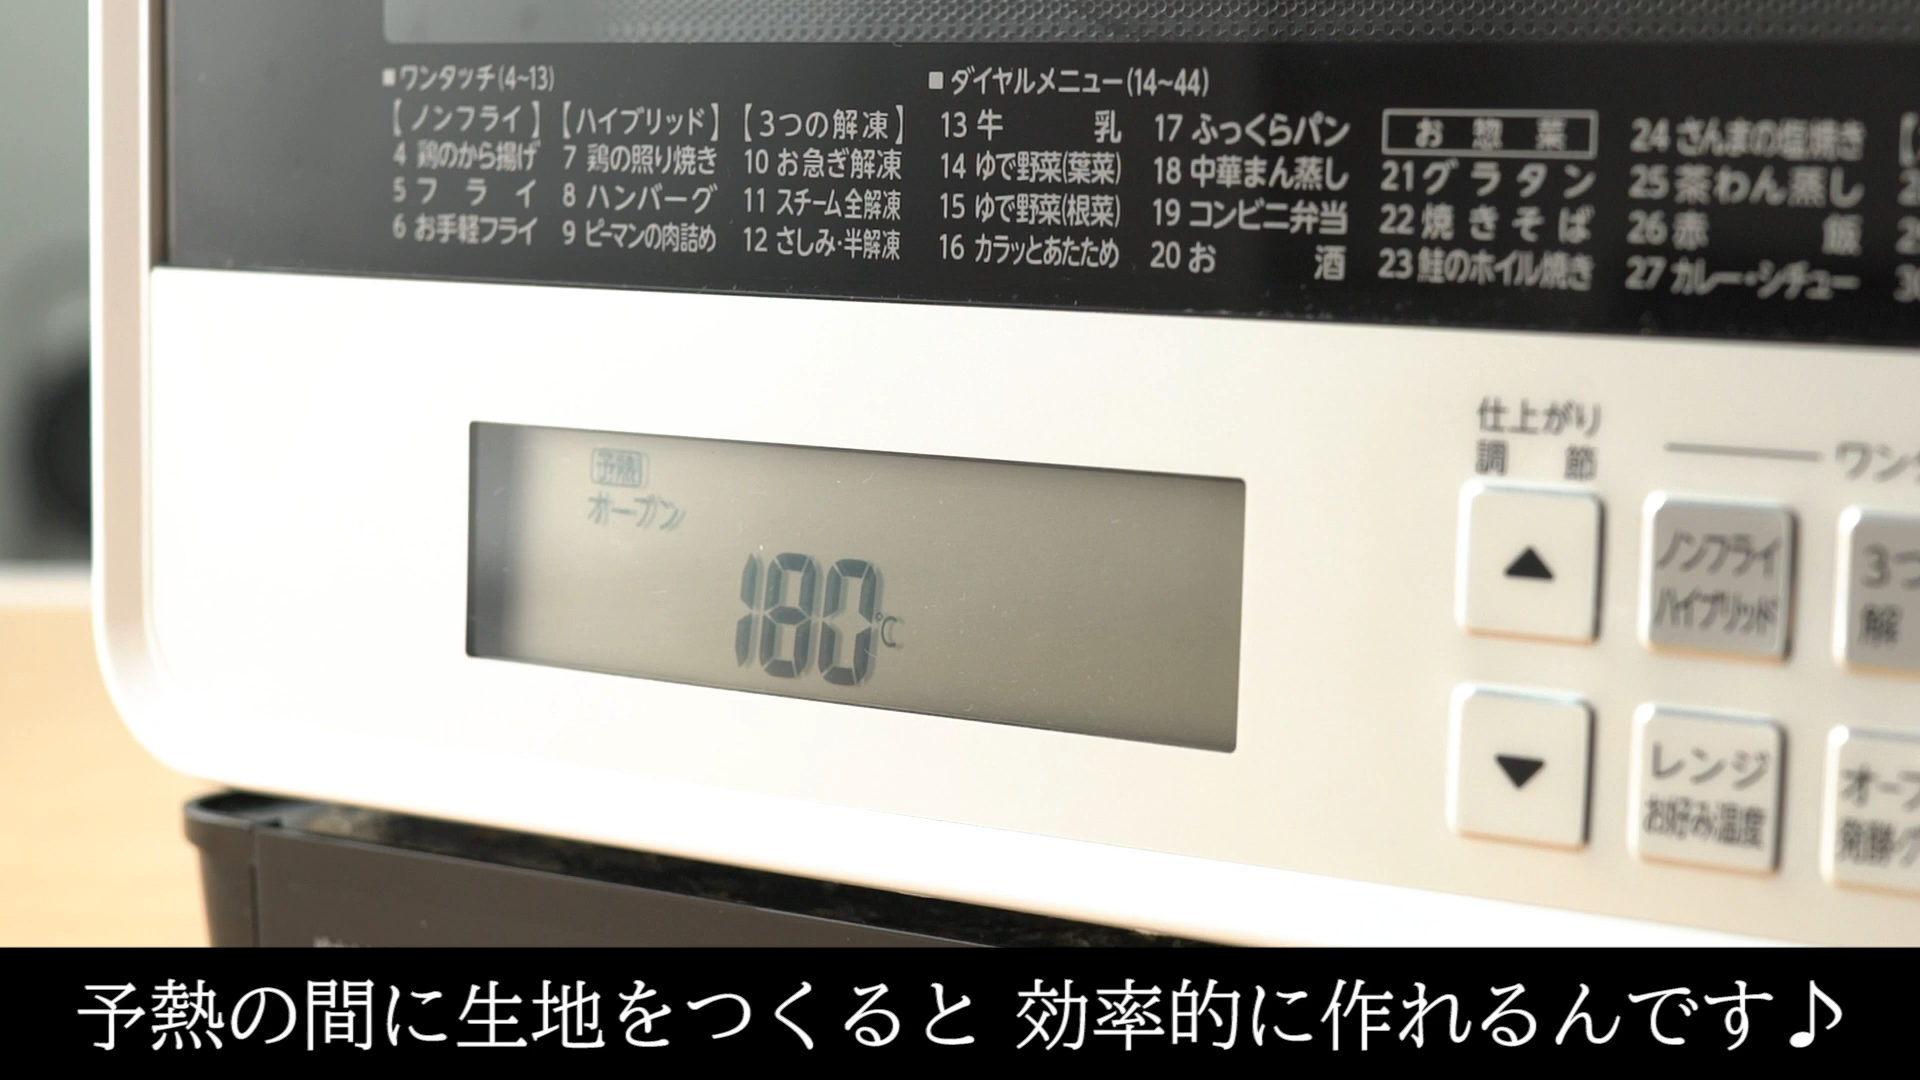 ■ワンタッチ(4~13)
【ノンフライ】
4 鶏のから揚げ
5 フライ
6 お手軽フライ
【ハイブリッド】
7 鶏の照り焼き
8 ハンバーグ
9 ピーマンの肉詰め
【3つの解凍】
10 お急ぎ解凍
11 スチーム全解凍
12 さしみ・半解凍
■ダイヤルメニュー(14~44)
13 牛乳
14 ゆで野菜(葉菜)
15 ゆで野菜(根菜)
16 カラッとあたため
17 ふっくらパン
18 中華まん蒸し
19 コンビニ弁当
20 お酒
お惣菜
21 グラタン
22 焼きそば
23 鮭のホイル焼き
24 さんまの塩焼き
25 茶わん蒸し
26 赤飯
27 カレー・シチュー
予熱
オーブン
180℃
仕上がり
調節
▲
▼
ワン
ノンフライ
ハイブリッド
3つ
解
レンジ
お好み温度
オーブ
発酵
予熱の間に生地をつくると 効率的に作れるんです♪